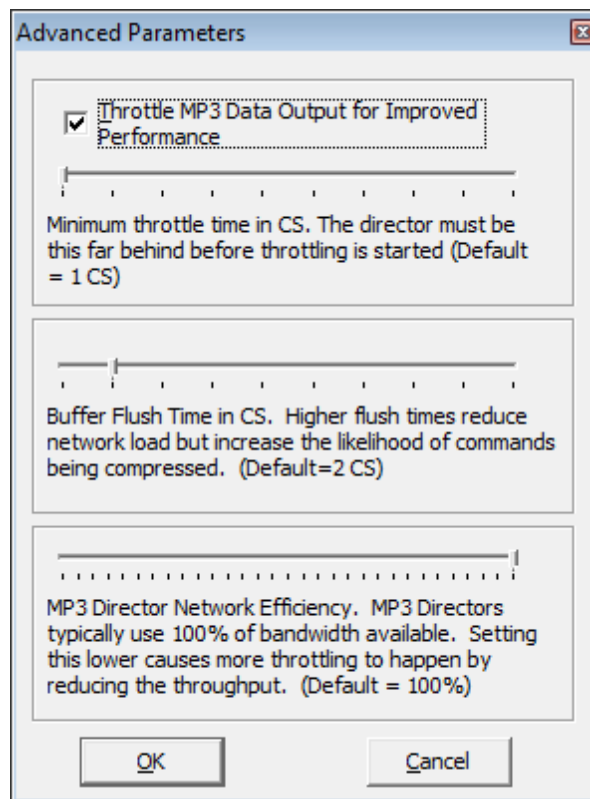 Advanced Parameters
Throttle MP3 Data Output for Improved
Performance
Minimum throttle time in CS. The director must be
this far behind before throttling is started (Default
= 1 CS)
Buffer Flush Time in CS.  Higher flush times reduce
network load but increase the likelihood of commands
being compressed.  (Default=2 CS)
MP3 Director Network Efficiency.  MP3 Directors
typically use 100% of bandwidth available.  Setting
this lower causes more throttling to happen by
reducing the throughput.  (Default = 100%)
OK
Cancel